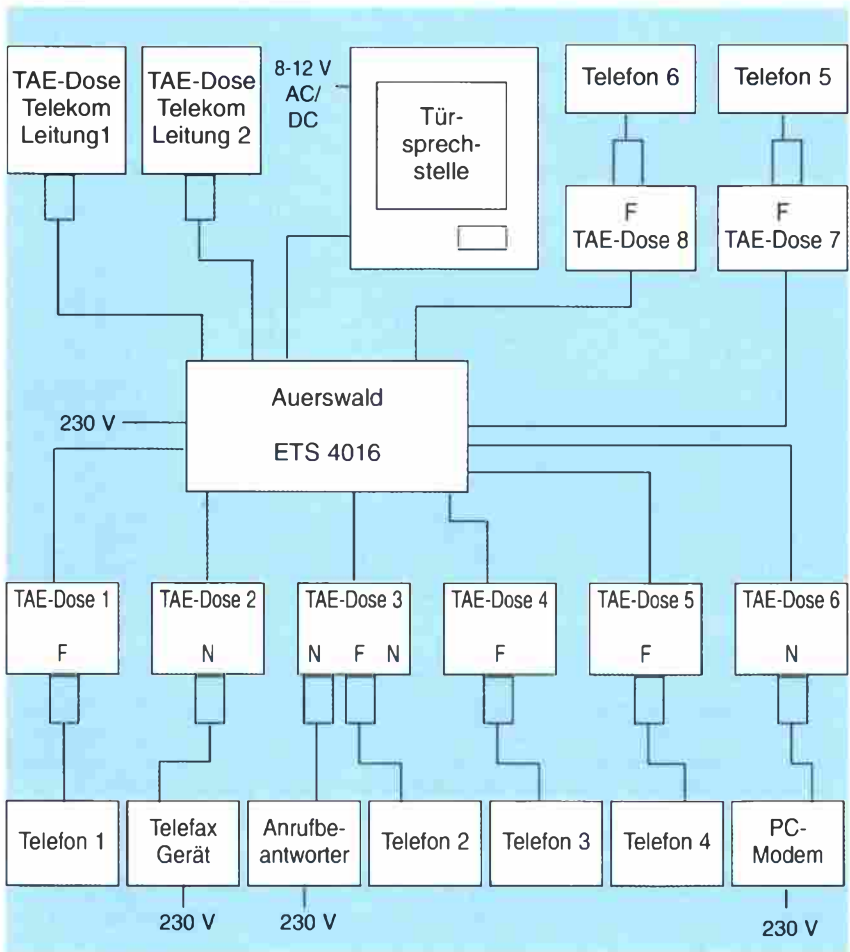 TAE-Dose
Telekom
Leitung1
TAE-Dose
Telekom
Leitung 2
8-12 V
AC/
DC
Tür-
sprech-
stelle
Telefon 6
Telefon 5
F
TAE-Dose 8
F
TAE-Dose 7
Auerswald
ETS 4016
230 V
TAE-Dose 1
F
TAE-Dose 2
N
TAE-Dose 3
N F N
TAE-Dose 4
F
TAE-Dose 5
F
TAE-Dose 6
N
Telefon 1
Telefax
Gerät
Anrufbe-
antworter
Telefon 2
Telefon 3
Telefon 4
PC-
Modem
230 V
230 V
230 V